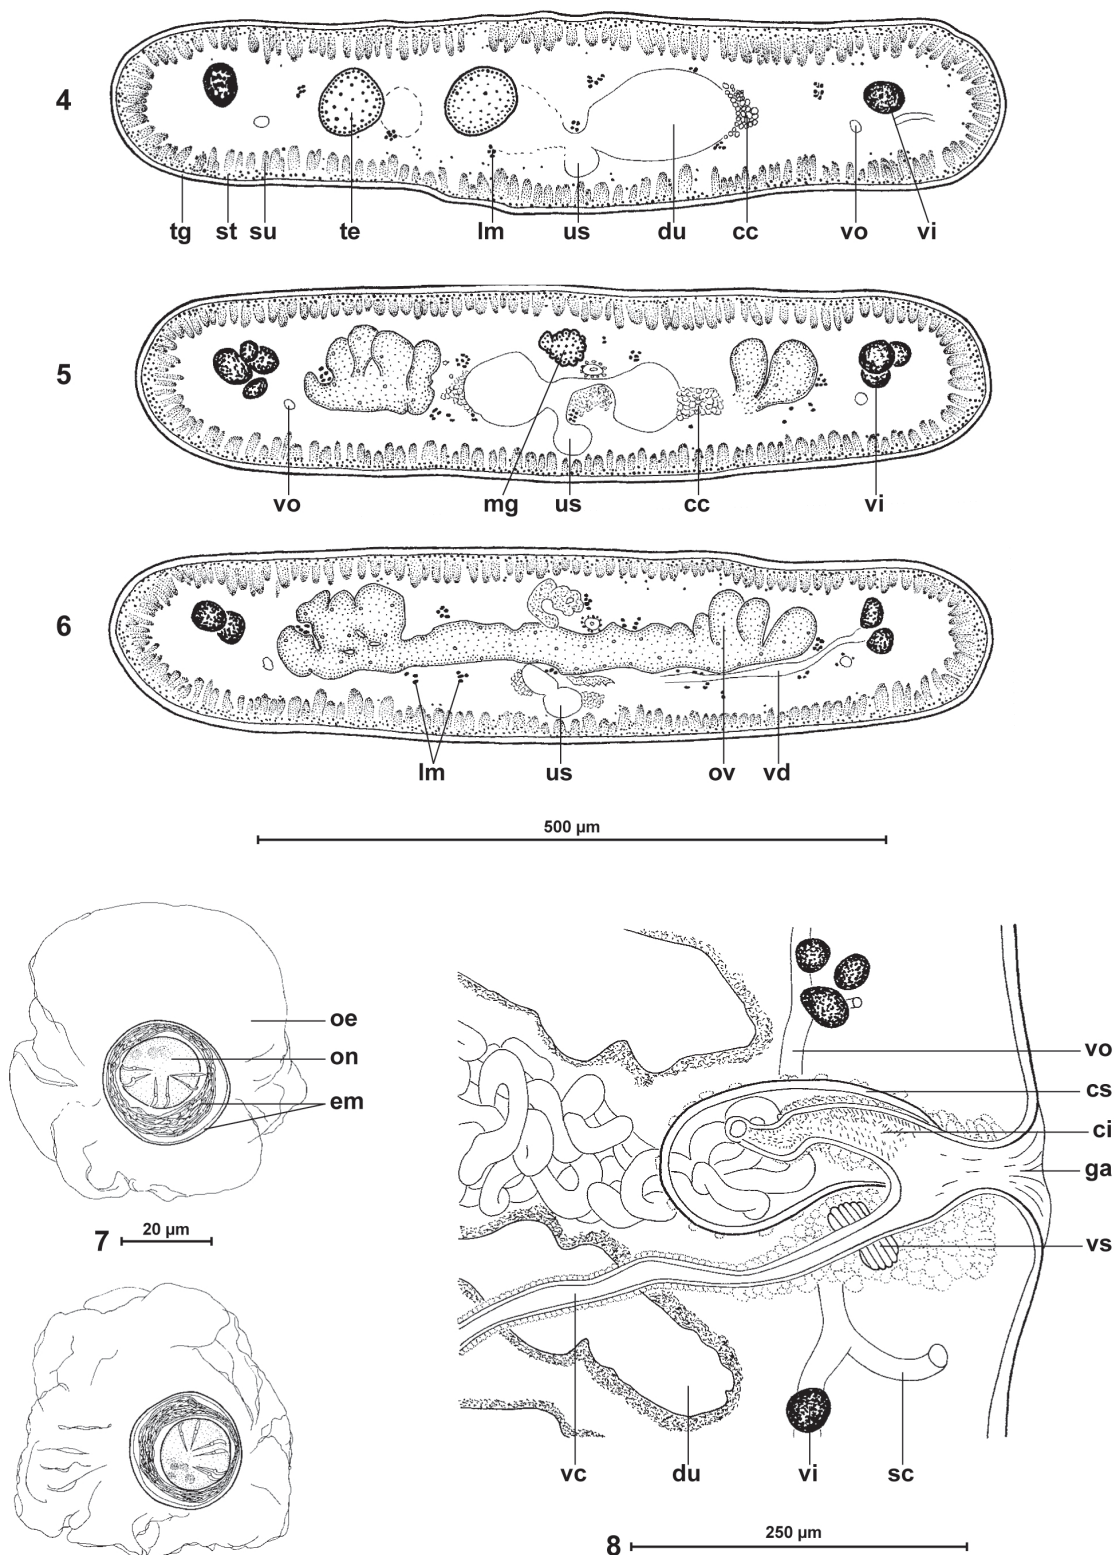 4
tg st su te lm us du cc vo vi
5
vo mg us cc vi
6
lm us ov vd
500 µm
oe
on
em
7 20 µm
vo
cs
ci
ga
vs
vc du vi sc
8 250 µm